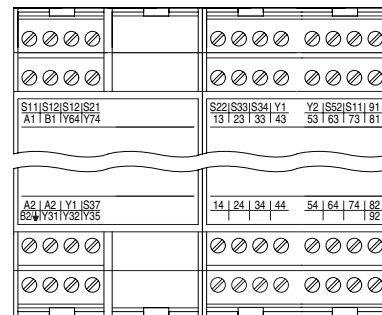 S11 S12 S12 S21
A1 B1 Y64 Y74
S22 S33 S34 Y1
13 23 33 43
Y2 S52 S11 91
53 63 73 81
A2 A2 Y1 S37
B2 Y31 Y32 Y35
14 24 34 44
54 64 74 82
92